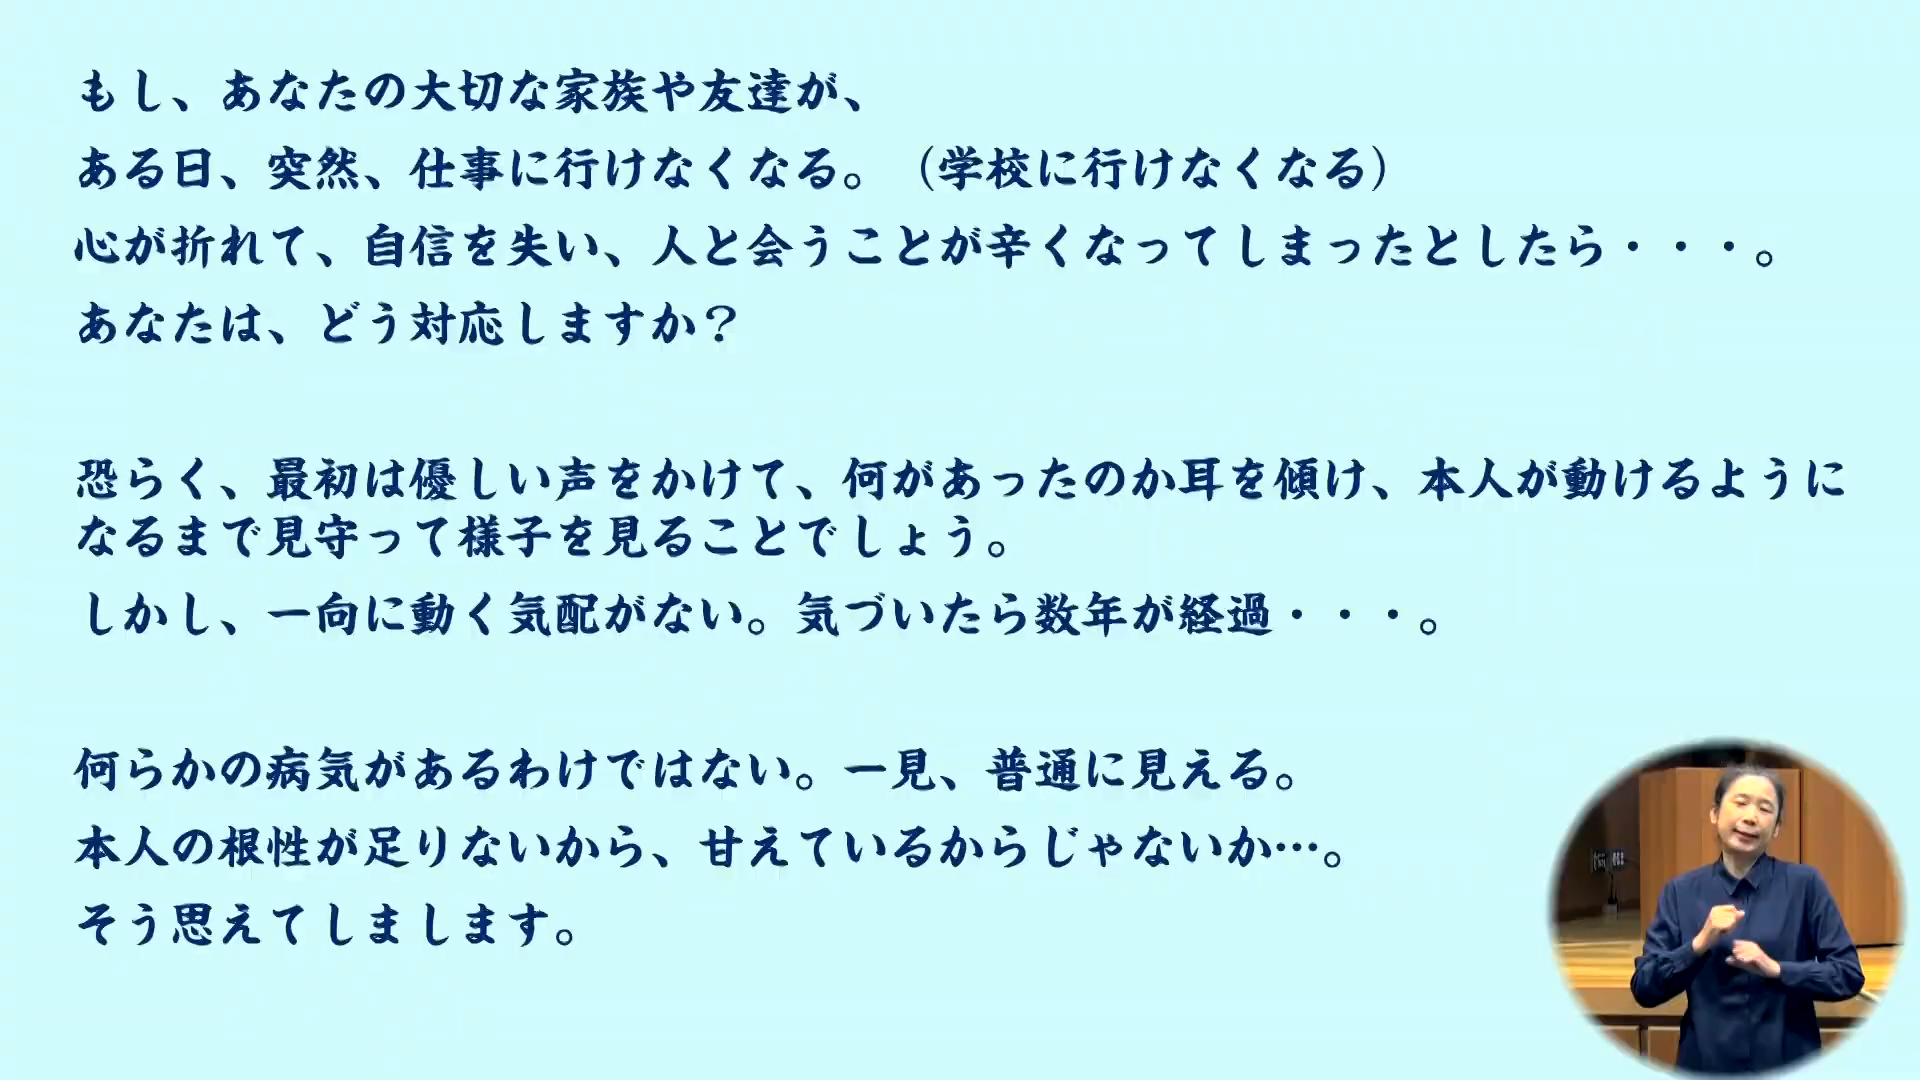 もし、あなたの大切な家族や友達が、
ある日、突然、仕事に行けなくなる。（学校に行けなくなる）
心が折れて、自信を失い、人と会うことが辛くなってしまったとしたら・・・。
あなたは、どう対応しますか？
恐らく、最初は優しい声をかけて、何があったのか耳を傾け、本人が動けるように
なるまで見守って様子を見ることでしょう。
しかし、一向に動く気配がない。気づいたら数年が経過・・・。
何らかの病気があるわけではない。一見、普通に見える。
本人の根性が足りないから、甘えているからじゃないか…。
そう思えてしまします。